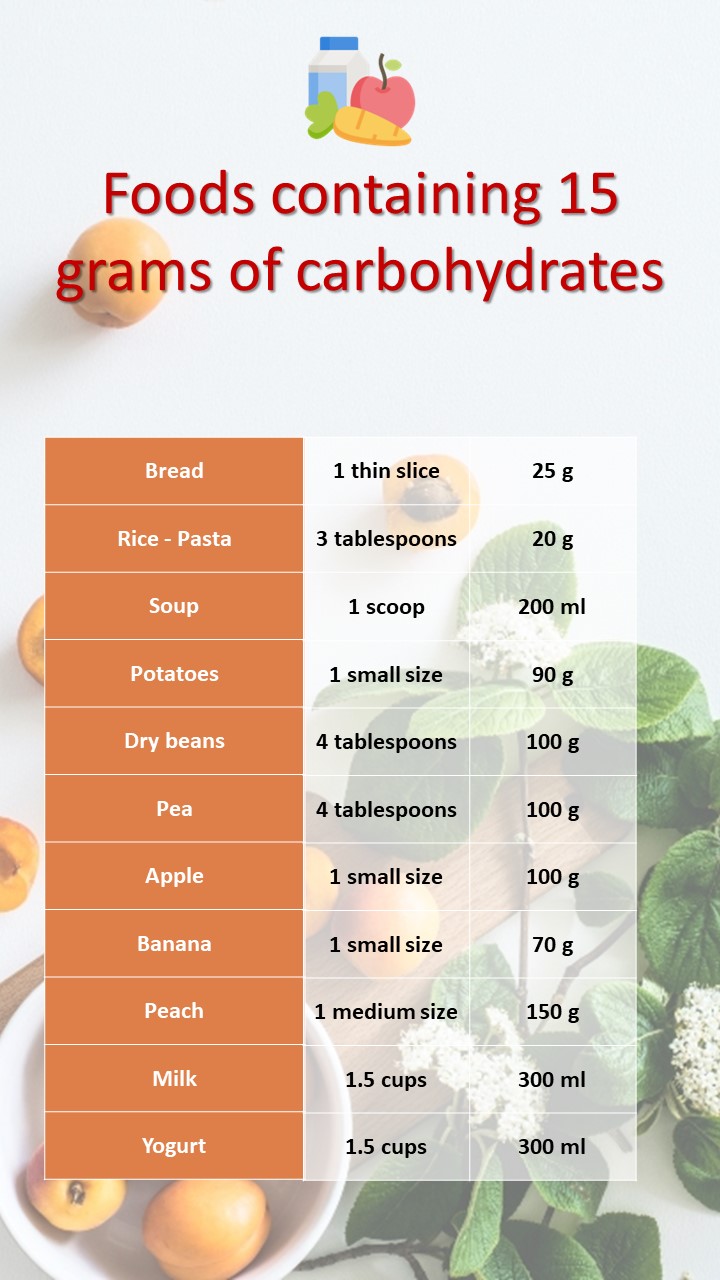 Foods containing 15
grams of carbohydrates
Bread 1 thin slice 25 g
Rice - Pasta 3 tablespoons 20 g
Soup 1 scoop 200 ml
Potatoes 1 small size 90 g
Dry beans 4 tablespoons 100 g
Pea 4 tablespoons 100 g
Apple 1 small size 100 g
Banana 1 small size 70 g
Peach 1 medium size 150 g
Milk 1.5 cups 300 ml
Yogurt 1.5 cups 300 ml